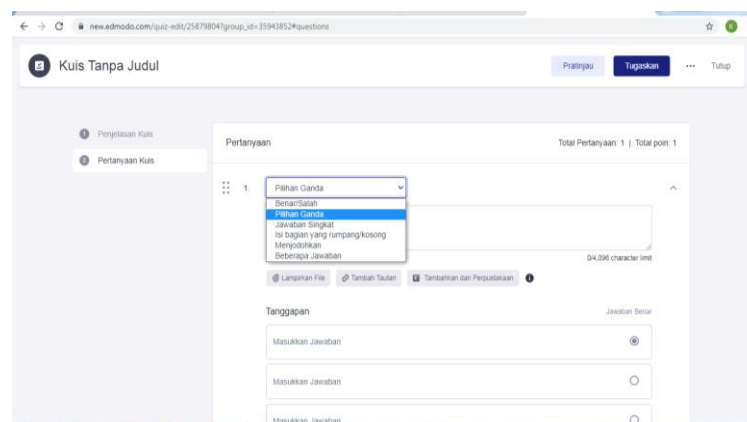 new.edmodo.com/quiz-edit/25879804?group_id=35943852#questions
K
Kuis Tanpa Judul
Pratinjau
Tugaskan
Tutup
1 Penjelasan Kuis
2 Pertanyaan Kuis
Pertanyaan
Total Pertanyaan: 1 | Total poin: 1
1. Pilihan Ganda
Benar/Salah
Pilihan Ganda
Jawaban Singkat
Isi bagian yang rumpang/kosong
Menjodohkan
Beberapa Jawaban
0/4,096 character limit
Lampirkan File
Tambah Tautan
Tambahkan dari Perpustakaan
Tanggapan
Jawaban Benar
Masukkan Jawaban
Masukkan Jawaban
Masukkan Jawaban